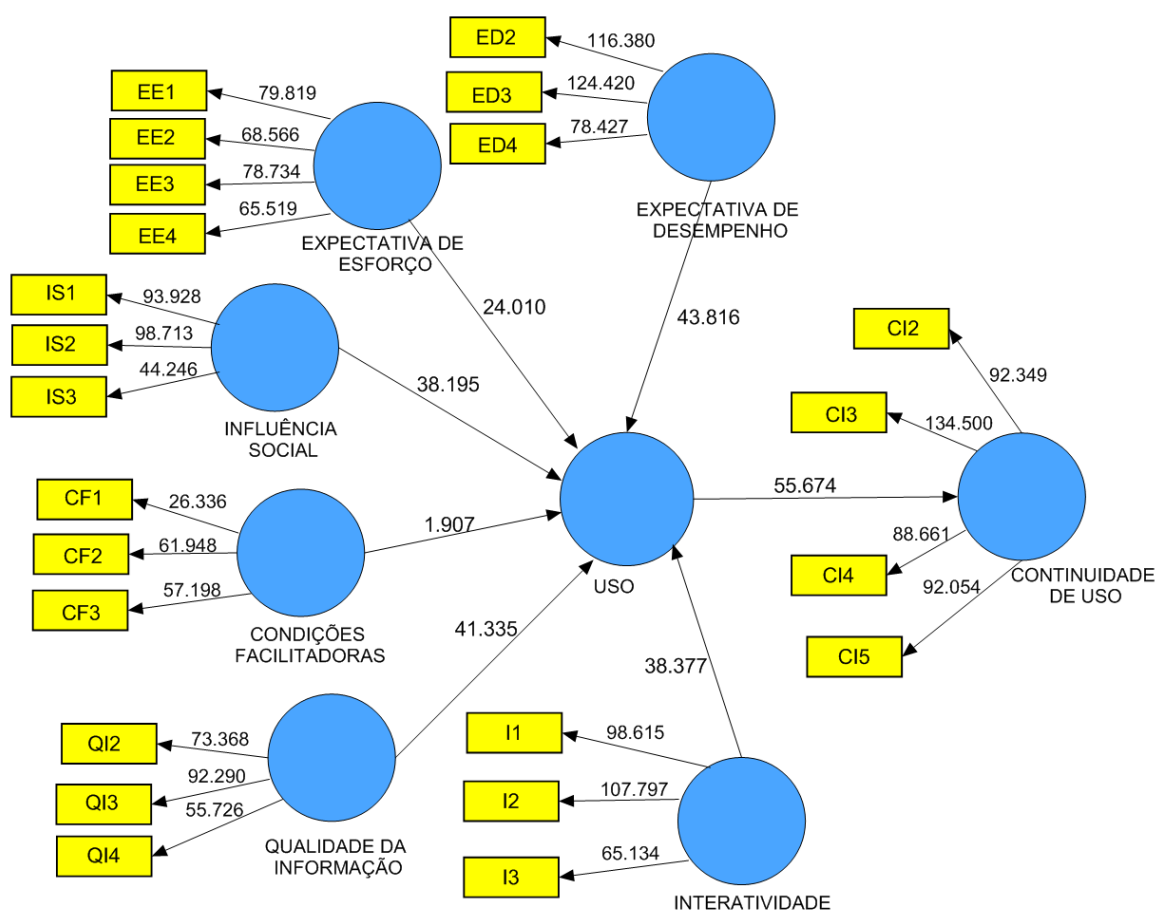 ED2
116.380
ED3
124.420
ED4
78.427
EXPECTATIVA DE
DESEMPENHO
43.816
EE1
79.819
EE2
68.566
EE3
78.734
EE4
65.519
EXPECTATIVA DE
ESFORÇO
24.010
IS1
93.928
IS2
98.713
IS3
44.246
INFLUÊNCIA
SOCIAL
38.195
CF1
26.336
CF2
61.948
CF3
57.198
CONDIÇÕES
FACILITADORAS
1.907
USO
55.674
CI2
92.349
CI3
134.500
CI4
88.661
CI5
92.054
CONTINUIDADE
DE USO
QI2
73.368
QI3
92.290
QI4
55.726
QUALIDADE DA
INFORMAÇÃO
41.335
I1
98.615
I2
107.797
I3
65.134
INTERATIVIDADE
38.377